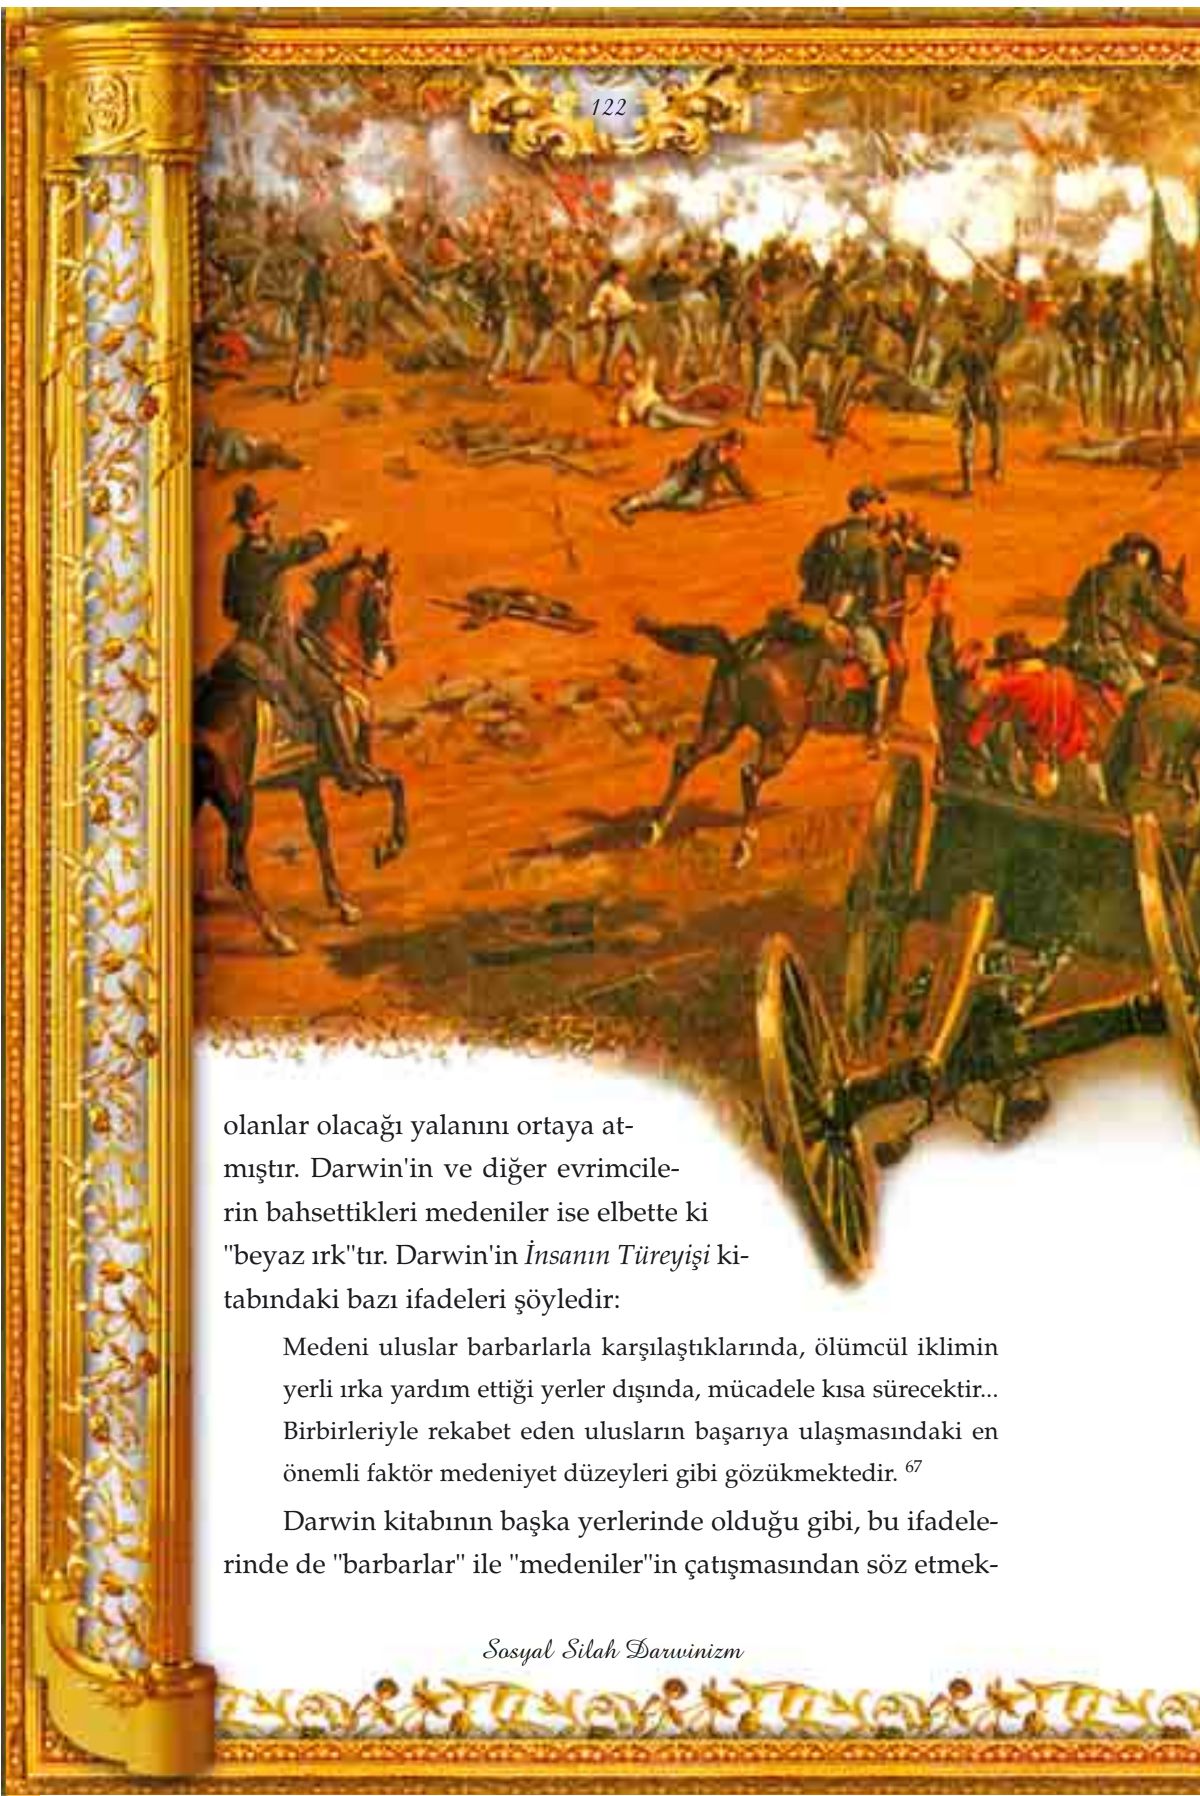 122
olanlar olacağı yalanını ortaya at-
mıştır. Darwin'in ve diğer evrimcile-
rin bahsettikleri medeniler ise elbette ki
"beyaz ırk"tır. Darwin'in İnsanın Türeyişi ki-
tabındaki bazı ifadeleri şöyledir:
Medeni uluslar barbarlarla karşılaştıklarında, ölümcül iklimin
yerli ırka yardım ettiği yerler dışında, mücadele kısa sürecektir...
Birbirleriyle rekabet eden ulusların başarıya ulaşmasındaki en
önemli faktör medeniyet düzeyleri gibi gözükmektedir. 67
Darwin kitabının başka yerlerinde olduğu gibi, bu ifadele-
rinde de "barbarlar" ile "medeniler"in çatışmasından söz etmek-
Sosyal Silah Darwinizm